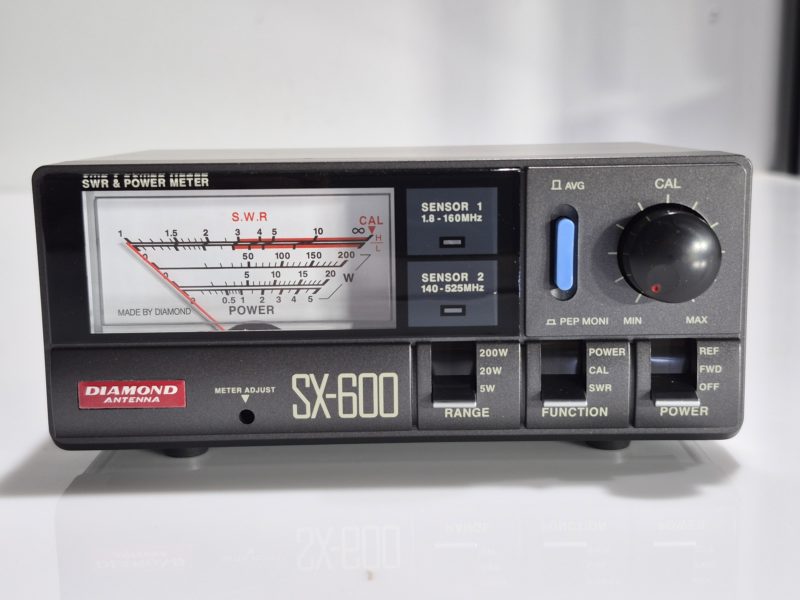 SWR & POWER METER
S.W.R
CAL
1 1.5 2 3 4 5 10 ∞
H
L
0 50 100 150 200
5 10 15 20 W
0.5 1 2 3 4 5
MADE BY DIAMOND
POWER
SENSOR 1
1.8 - 160MHz
SENSOR 2
140 - 525MHz
AVG
PEP MONI
CAL
MIN
MAX
DIAMOND
ANTENNA
METER ADJUST
SX-600
200W
20W
5W
RANGE
POWER
CAL
SWR
FUNCTION
REF
FWD
OFF
POWER